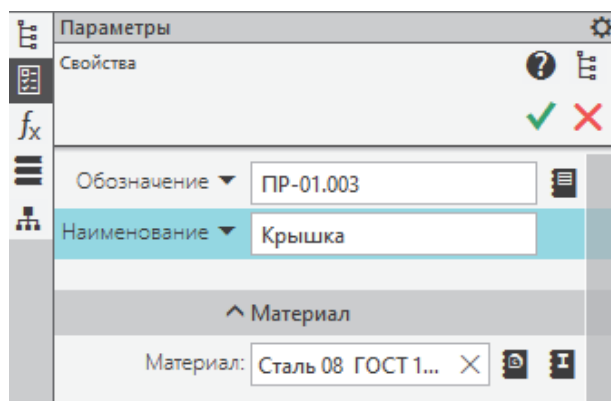 Параметры
Свойства
Обозначение ПР-01.003
Наименование Крышка
Материал
Материал: Сталь 08 ГОСТ 1...